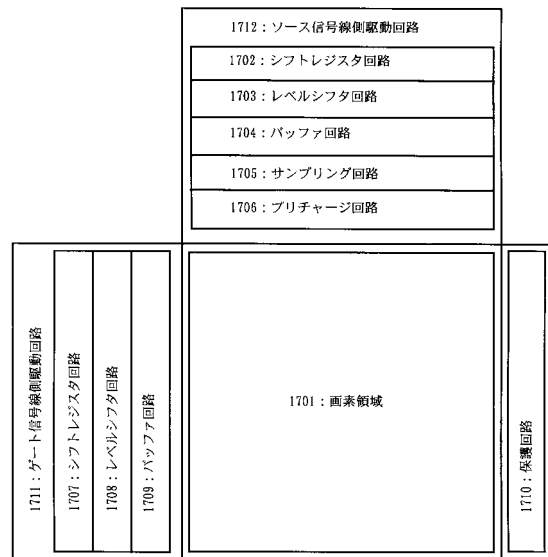 1712：ソース信号線側駆動回路
1702：シフトレジスタ回路
1703：レベルシフタ回路
1704：バッファ回路
1705：サンプリング回路
1706：プリチャージ回路
1711：ゲート信号線側駆動回路
1707：シフトレジスタ回路
1708：レベルシフタ回路
1709：バッファ回路
1701：画素領域
1710：保護回路